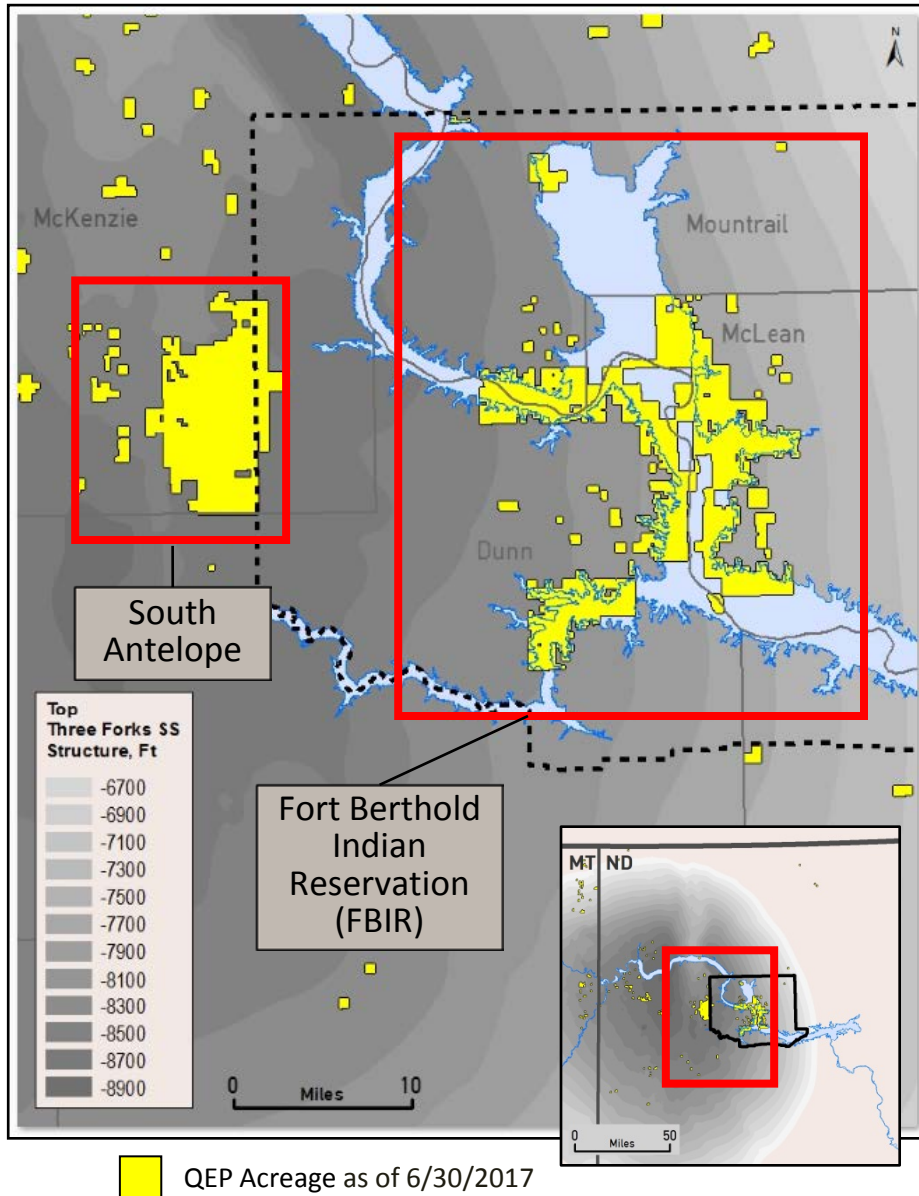 N
McKenzie
Mountrail
McLean
Dunn
South
Antelope
Top
Three Forks SS
Structure, Ft
-6700
-6900
-7100
-7300
-7500
-7700
-7900
-8100
-8300
-8500
-8700
-8900
Fort Berthold
Indian
Reservation
(FBIR)
0 10
Miles
MT ND
0 50
Miles
QEP Acreage as of 6/30/2017